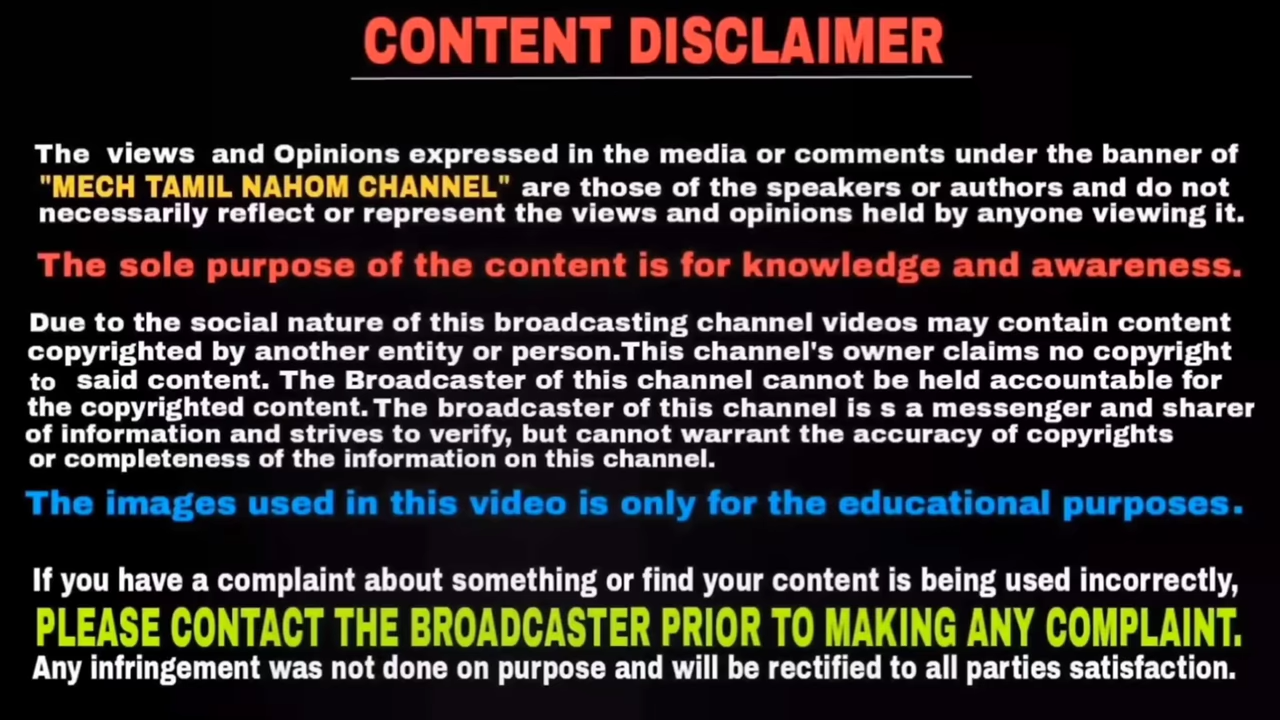 CONTENT DISCLAIMER
The views and Opinions expressed in the media or comments under the banner of
"MECH TAMIL NAHOM CHANNEL" are those of the speakers or authors and do not
necessarily reflect or represent the views and opinions held by anyone viewing it.
The sole purpose of the content is for knowledge and awareness.
Due to the social nature of this broadcasting channel videos may contain content
copyrighted by another entity or person.This channel's owner claims no copyright
to said content. The Broadcaster of this channel cannot be held accountable for
the copyrighted content. The broadcaster of this channel is s a messenger and sharer
of information and strives to verify, but cannot warrant the accuracy of copyrights
or completeness of the information on this channel.
The images used in this video is only for the educational purposes.
If you have a complaint about something or find your content is being used incorrectly,
PLEASE CONTACT THE BROADCASTER PRIOR TO MAKING ANY COMPLAINT.
Any infringement was not done on purpose and will be rectified to all parties satisfaction.